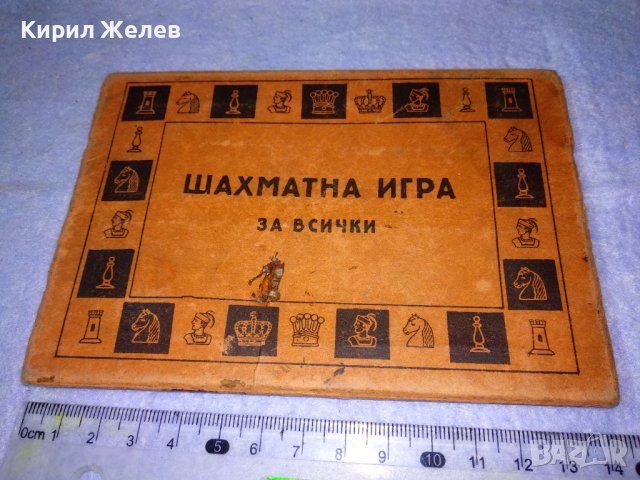 Кирил Желев
ШАХМАТНА ИГРА
ЗА ВСИЧКИ
0cm 1 2 3 4 5 6 7 8 9 10 11 12 13 14
BAZAR